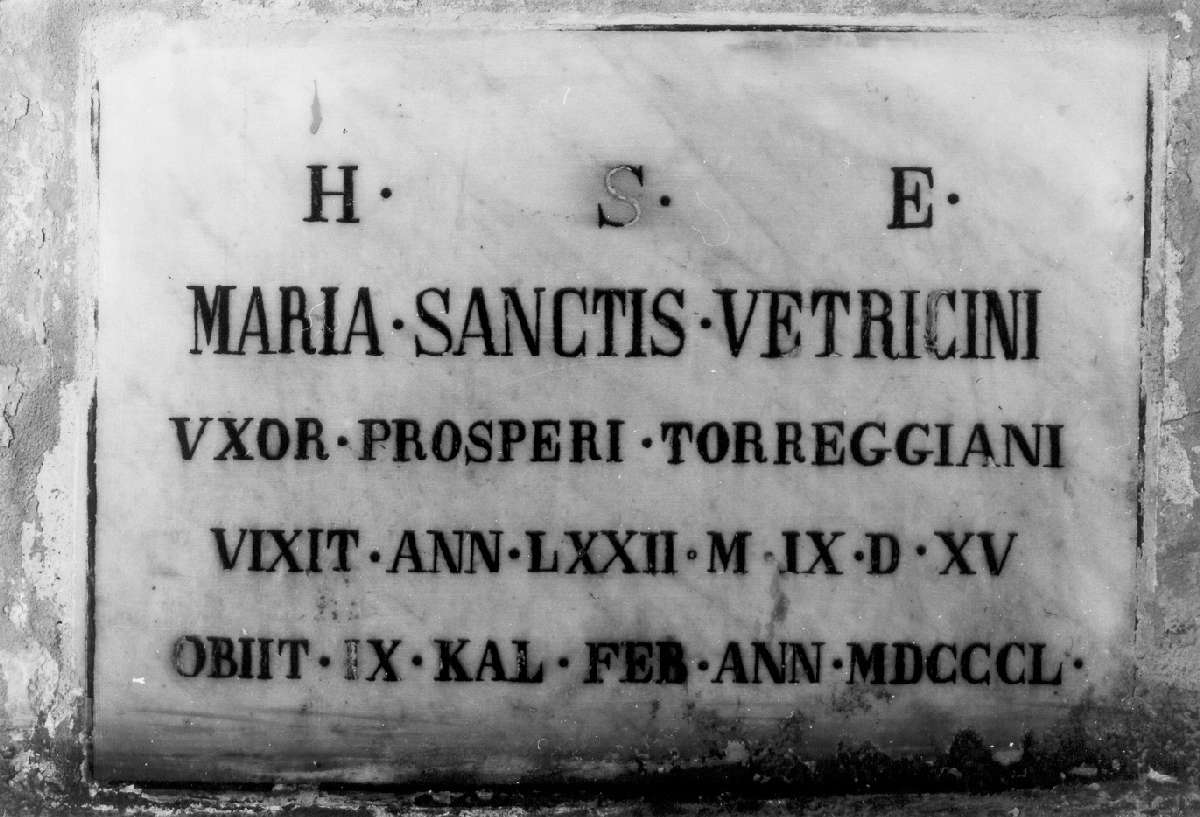 H · S · E ·
MARIA · SANCTIS · VETRICINI
VXOR · PROSPERI · TORREGGIANI
VIXIT · ANN · LXXII · M · IX · D · XV
OBIIT · IX · KAL · FEB · ANN · MDCCCL ·